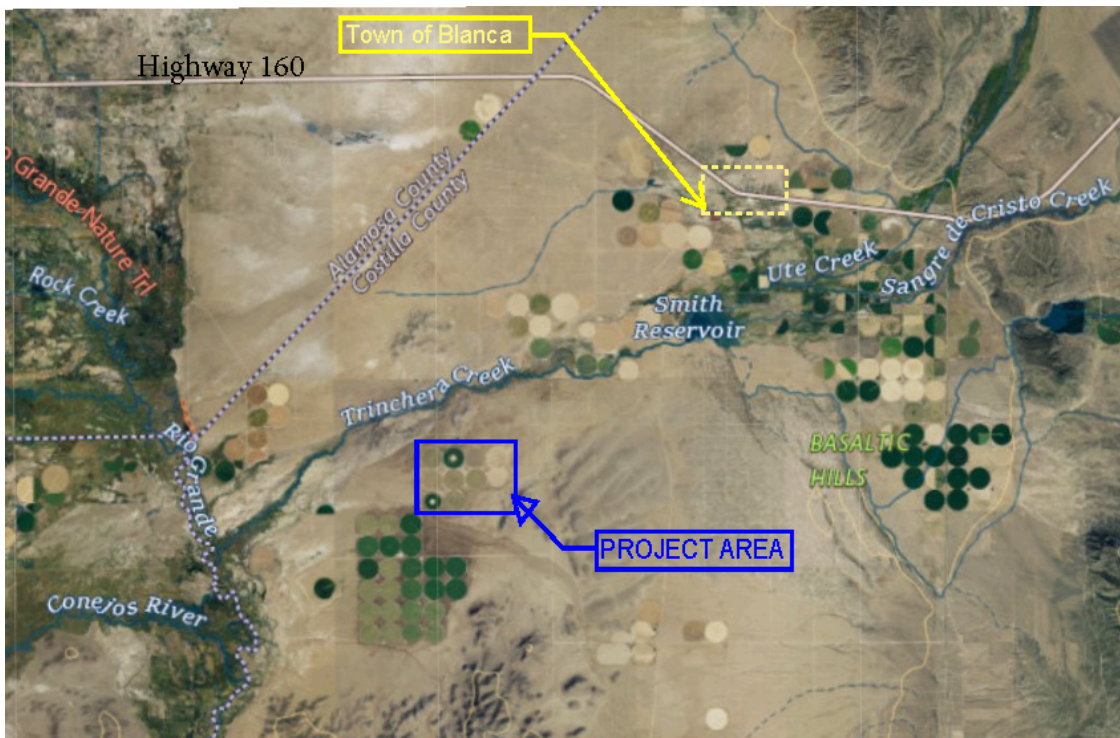 Town of Blanca
Highway 160
o Grande Nature Trl
Alamosa County
Costilla County
Sangre de Cristo Creek
Ute Creek
Rock Creek
Smith
Reservoir
Trinchera Creek
Rio Grande
BASALTIC
HILLS
PROJECT AREA
Conejos River